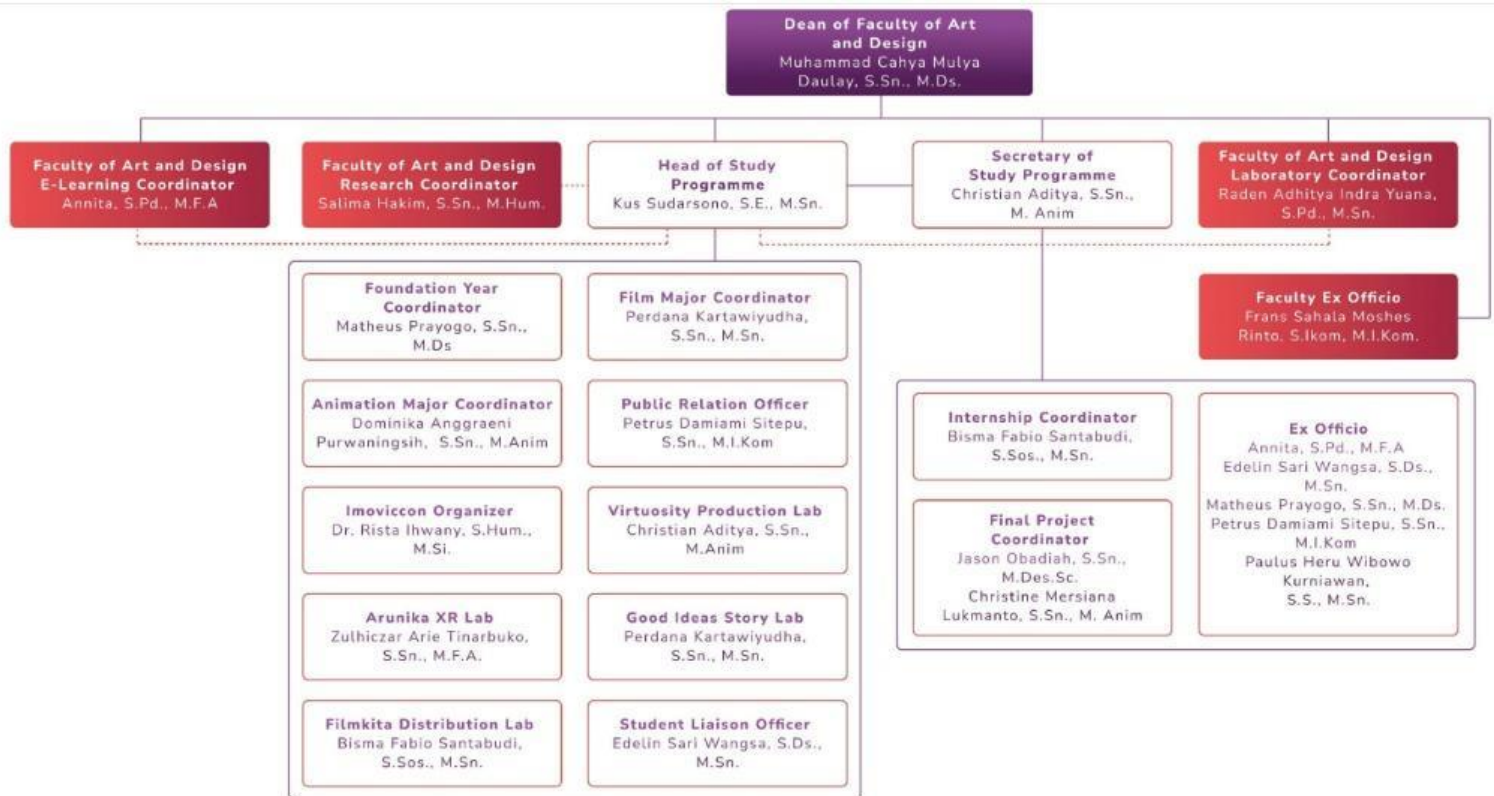 Dean of Faculty of Art
and Design
Muhammad Cahya Mulya
Daulay, S.Sn., M.Ds.
Faculty of Art and Design
E-Learning Coordinator
Annita, S.Pd., M.F.A
Faculty of Art and Design
Research Coordinator
Salima Hakim, S.Sn., M.Hum.
Head of Study
Programme
Kus Sudarsono, S.E., M.Sn.
Secretary of
Study Programme
Christian Aditya, S.Sn.,
M. Anim
Faculty of Art and Design
Laboratory Coordinator
Raden Adhitya Indra Yuana,
S.Pd., M.Sn.
Faculty Ex Officio
Frans Sahala Moshes
Rinto. S.Ikom, M.I.Kom.
Foundation Year
Coordinator
Matheus Prayogo, S.Sn.,
M.Ds
Film Major Coordinator
Perdana Kartawiyudha,
S.Sn., M.Sn.
Animation Major Coordinator
Dominika Anggraeni
Purwaningsih, S.Sn., M.Anim
Public Relation Officer
Petrus Damiami Sitepu,
S.Sn., M.I.Kom
Imoviccon Organizer
Dr. Rista Ihwany, S.Hum.,
M.Si.
Virtuosity Production Lab
Christian Aditya, S.Sn.,
M.Anim
Arunika XR Lab
Zulhiczar Arie Tinarbuko,
S.Sn., M.F.A.
Good Ideas Story Lab
Perdana Kartawiyudha,
S.Sn., M.Sn.
Filmkita Distribution Lab
Bisma Fabio Santabudi,
S.Sos., M.Sn.
Student Liaison Officer
Edelin Sari Wangsa, S.Ds.,
M.Sn.
Internship Coordinator
Bisma Fabio Santabudi,
S.Sos., M.Sn.
Final Project
Coordinator
Jason Obadiah, S.Sn.,
M.Des.Sc.
Christine Mersiana
Lukmanto, S.Sn., M. Anim
Ex Officio
Annita, S.Pd., M.F.A
Edelin Sari Wangsa, S.Ds.,
M.Sn.
Matheus Prayogo, S.Sn., M.Ds.
Petrus Damiami Sitepu, S.Sn.,
M.I.Kom
Paulus Heru Wibowo
Kurniawan,
S.S., M.Sn.